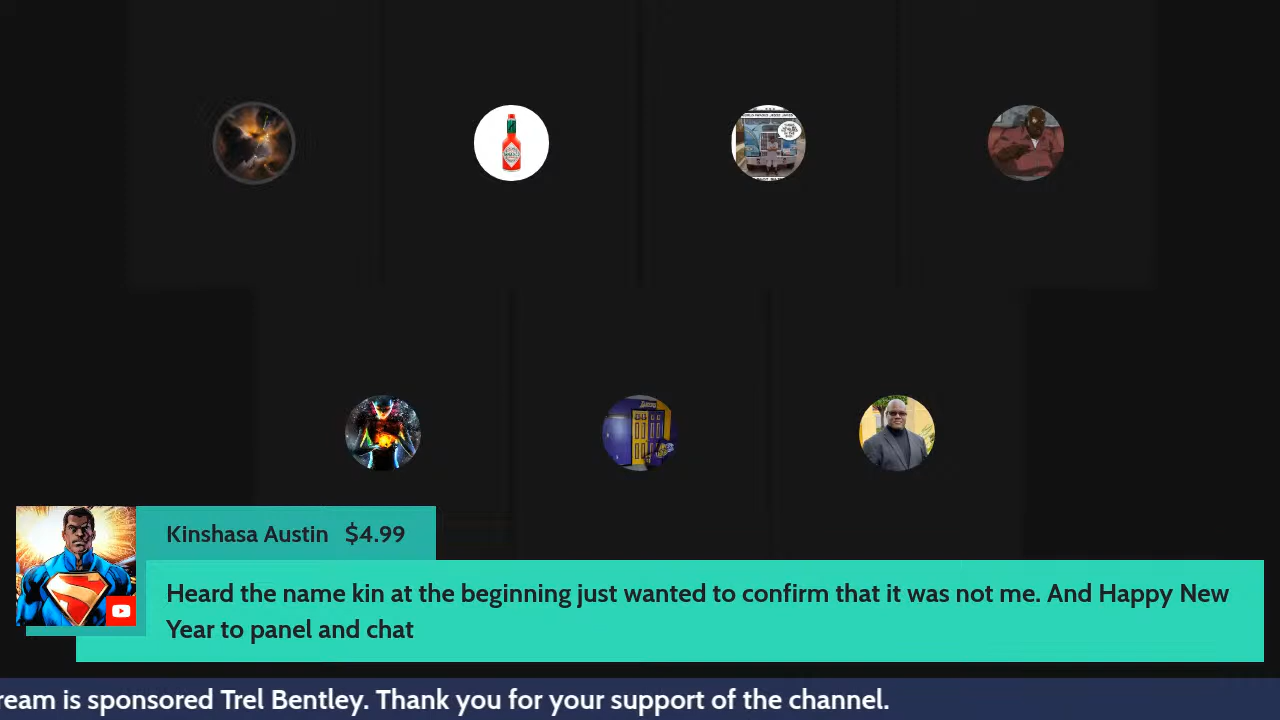 Kinshasa Austin $4.99
Heard the name kin at the beginning just wanted to confirm that it was not me. And Happy New
Year to panel and chat
ream is sponsored Trel Bentley. Thank you for your support of the channel.